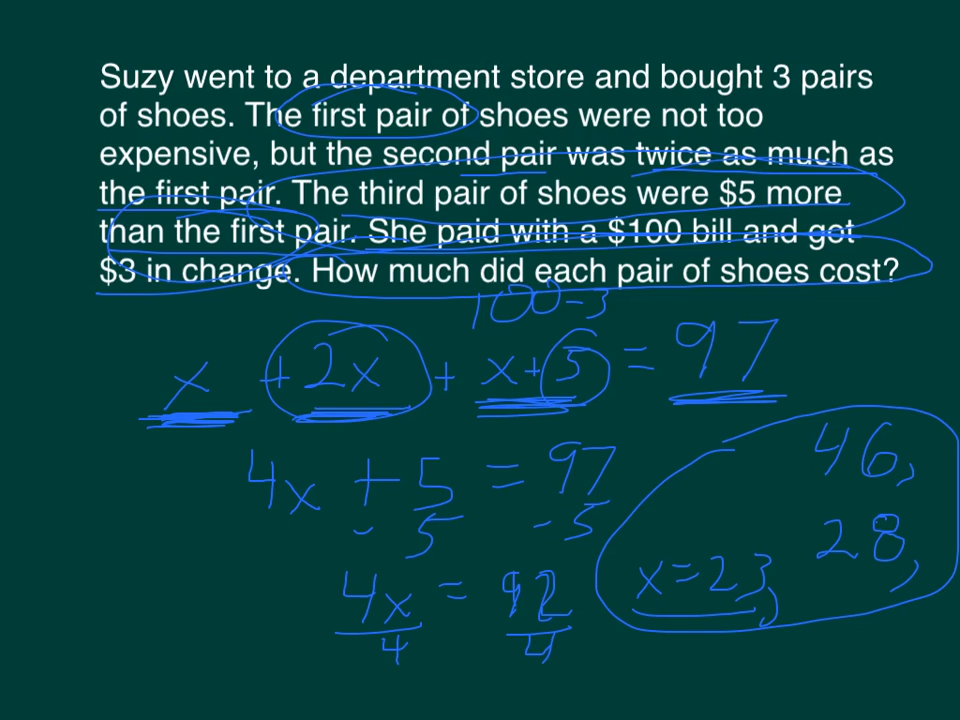 Suzy went to a department store and bought 3 pairs
of shoes. The first pair of shoes were not too
expensive, but the second pair was twice as much as
the first pair. The third pair of shoes were $5 more
than the first pair. She paid with a $100 bill and get
$3 in change. How much did each pair of shoes cost?
100-3
x + 2x + x+5 = 97
46,
4x + 5 = 97
- 5 - 5
28,
x=23,
4x = 92
4 4